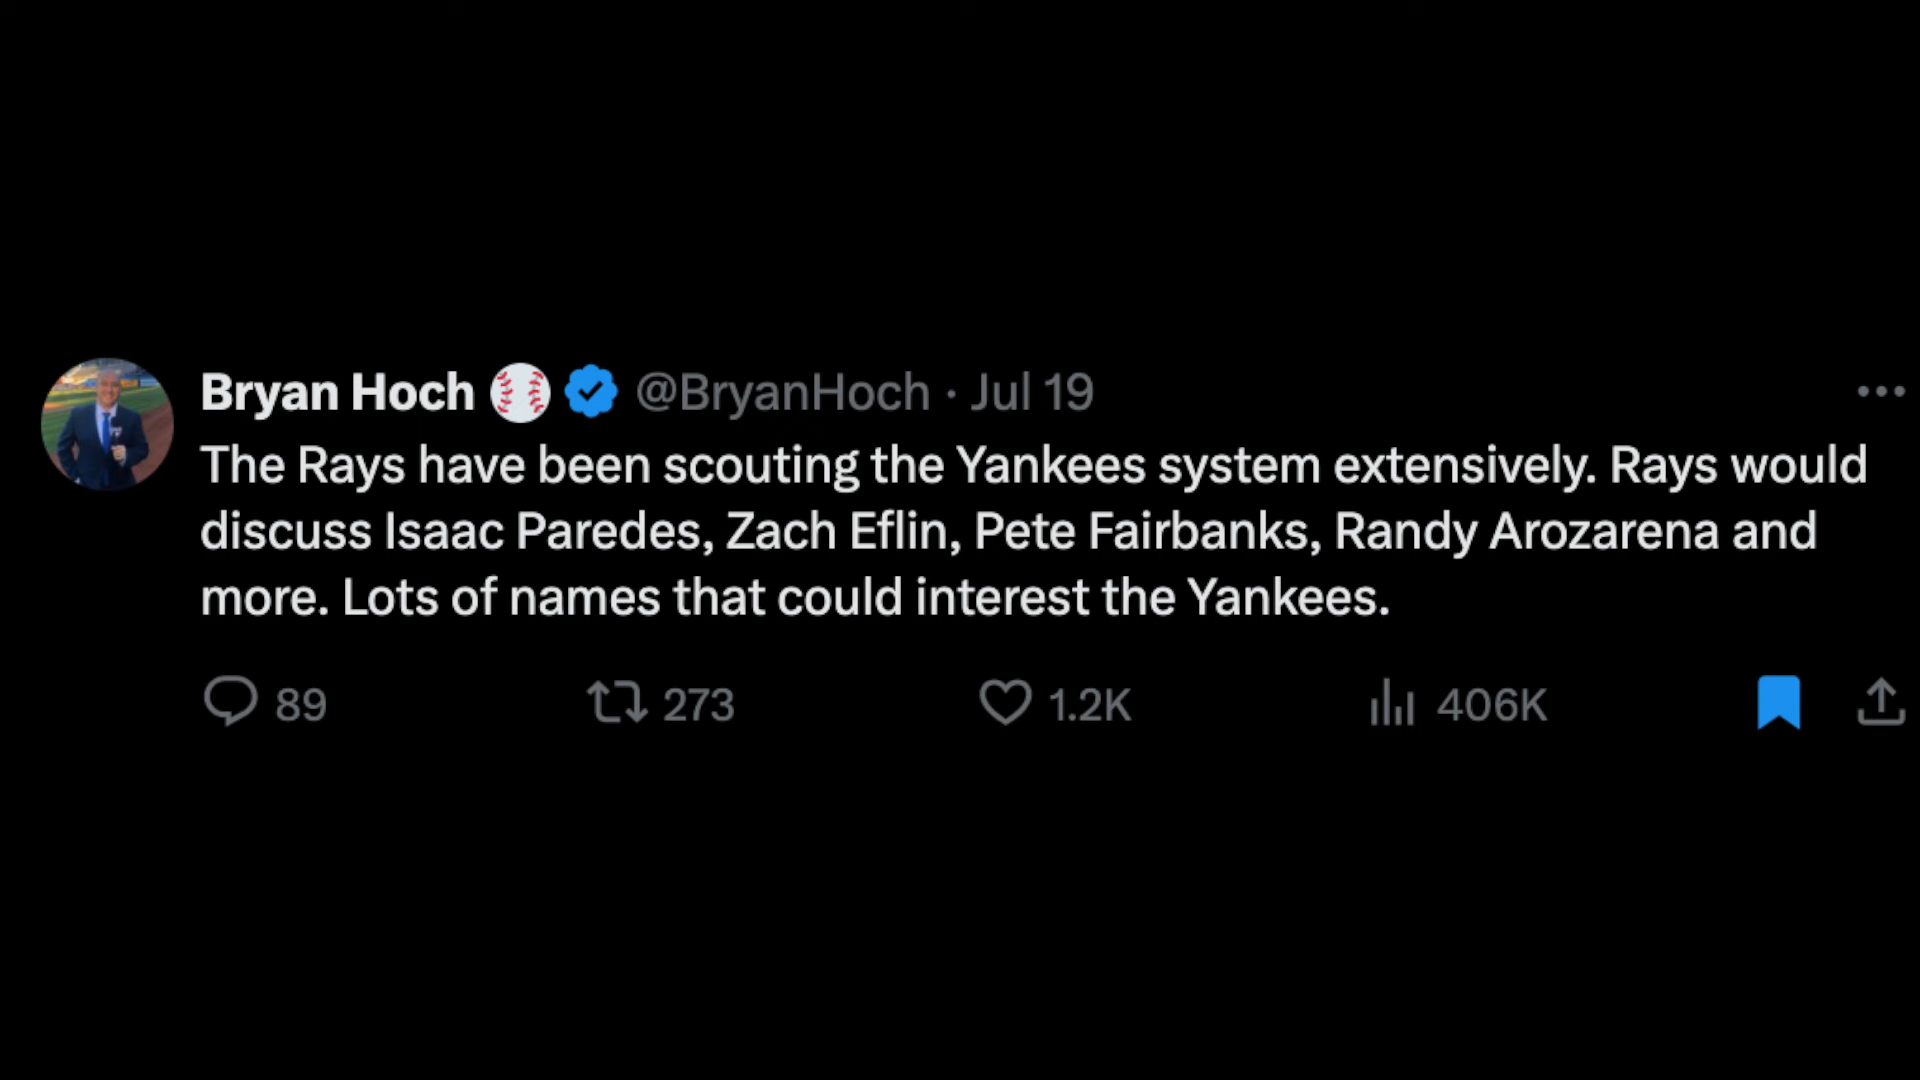 Bryan Hoch ⚾ @BryanHoch · Jul 19
The Rays have been scouting the Yankees system extensively. Rays would
discuss Isaac Paredes, Zach Eflin, Pete Fairbanks, Randy Arozarena and
more. Lots of names that could interest the Yankees.
89 273 1.2K 406K